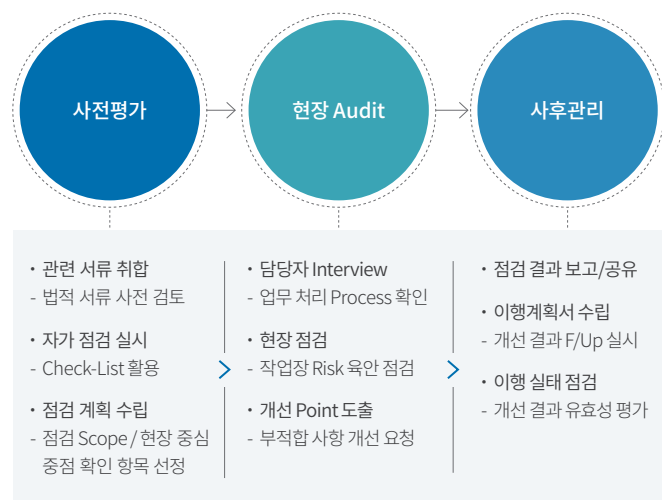 사전평가
현장 Audit
사후관리
· 관련 서류 취합
- 법적 서류 사전 검토
· 자가 점검 실시
- Check-List 활용
· 점검 계획 수립
- 점검 Scope / 현장 중심
중점 확인 항목 선정
· 담당자 Interview
- 업무 처리 Process 확인
· 현장 점검
- 작업장 Risk 육안 점검
· 개선 Point 도출
- 부적합 사항 개선 요청
· 점검 결과 보고/공유
· 이행계획서 수립
- 개선 결과 F/Up 실시
· 이행 실태 점검
- 개선 결과 유효성 평가